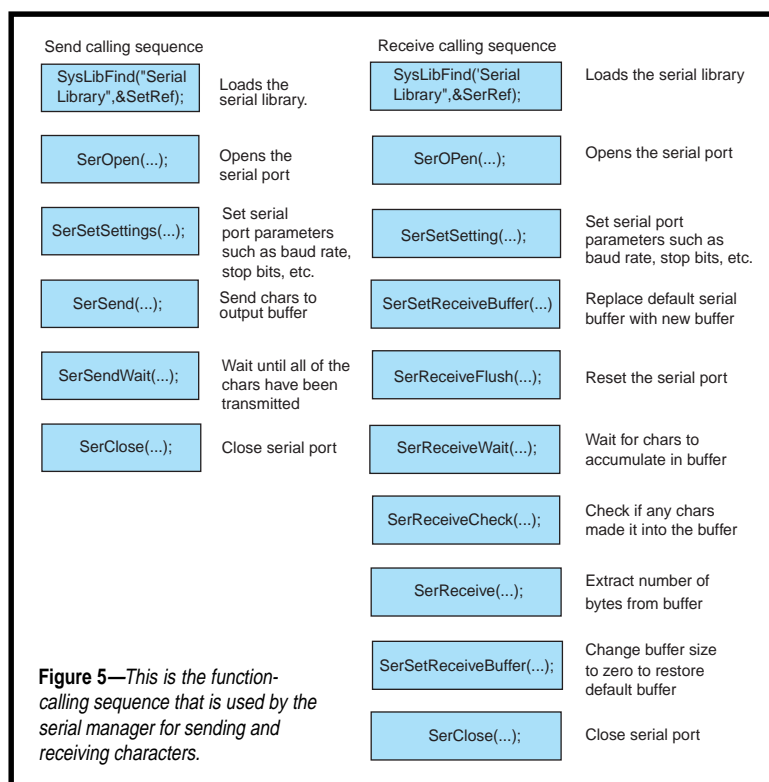 Send calling sequence
SysLibFind("Serial
Library",&SetRef);
Loads the
serial library.
SerOpen(...);
Opens the
serial port
SerSetSettings(...);
Set serial
port parameters
such as baud rate,
stop bits, etc.
SerSend(...);
Send chars to
output buffer
SerSendWait(...);
Wait until all of the
chars have been
transmitted
SerClose(...);
Close serial port
Receive calling sequence
SysLibFind('Serial
Library",&SerRef);
Loads the serial library
SerOPen(...);
Opens the serial port
SerSetSetting(...);
Set serial port
parameters such as
baud rate, stop bits, etc.
SerSetReceiveBuffer(...)
Replace default serial
buffer with new buffer
SerReceiveFlush(...);
Reset the serial port
SerReceiveWait(...);
Wait for chars to
accumulate in buffer
SerReceiveCheck(...);
Check if any chars
made it into the buffer
SerReceive(...);
Extract number of
bytes from buffer
SerSetReceiveBuffer(...);
Change buffer size
to zero to restore
default buffer
SerClose(...);
Close serial port
Figure 5—This is the function-
calling sequence that is used by the
serial manager for sending and
receiving characters.